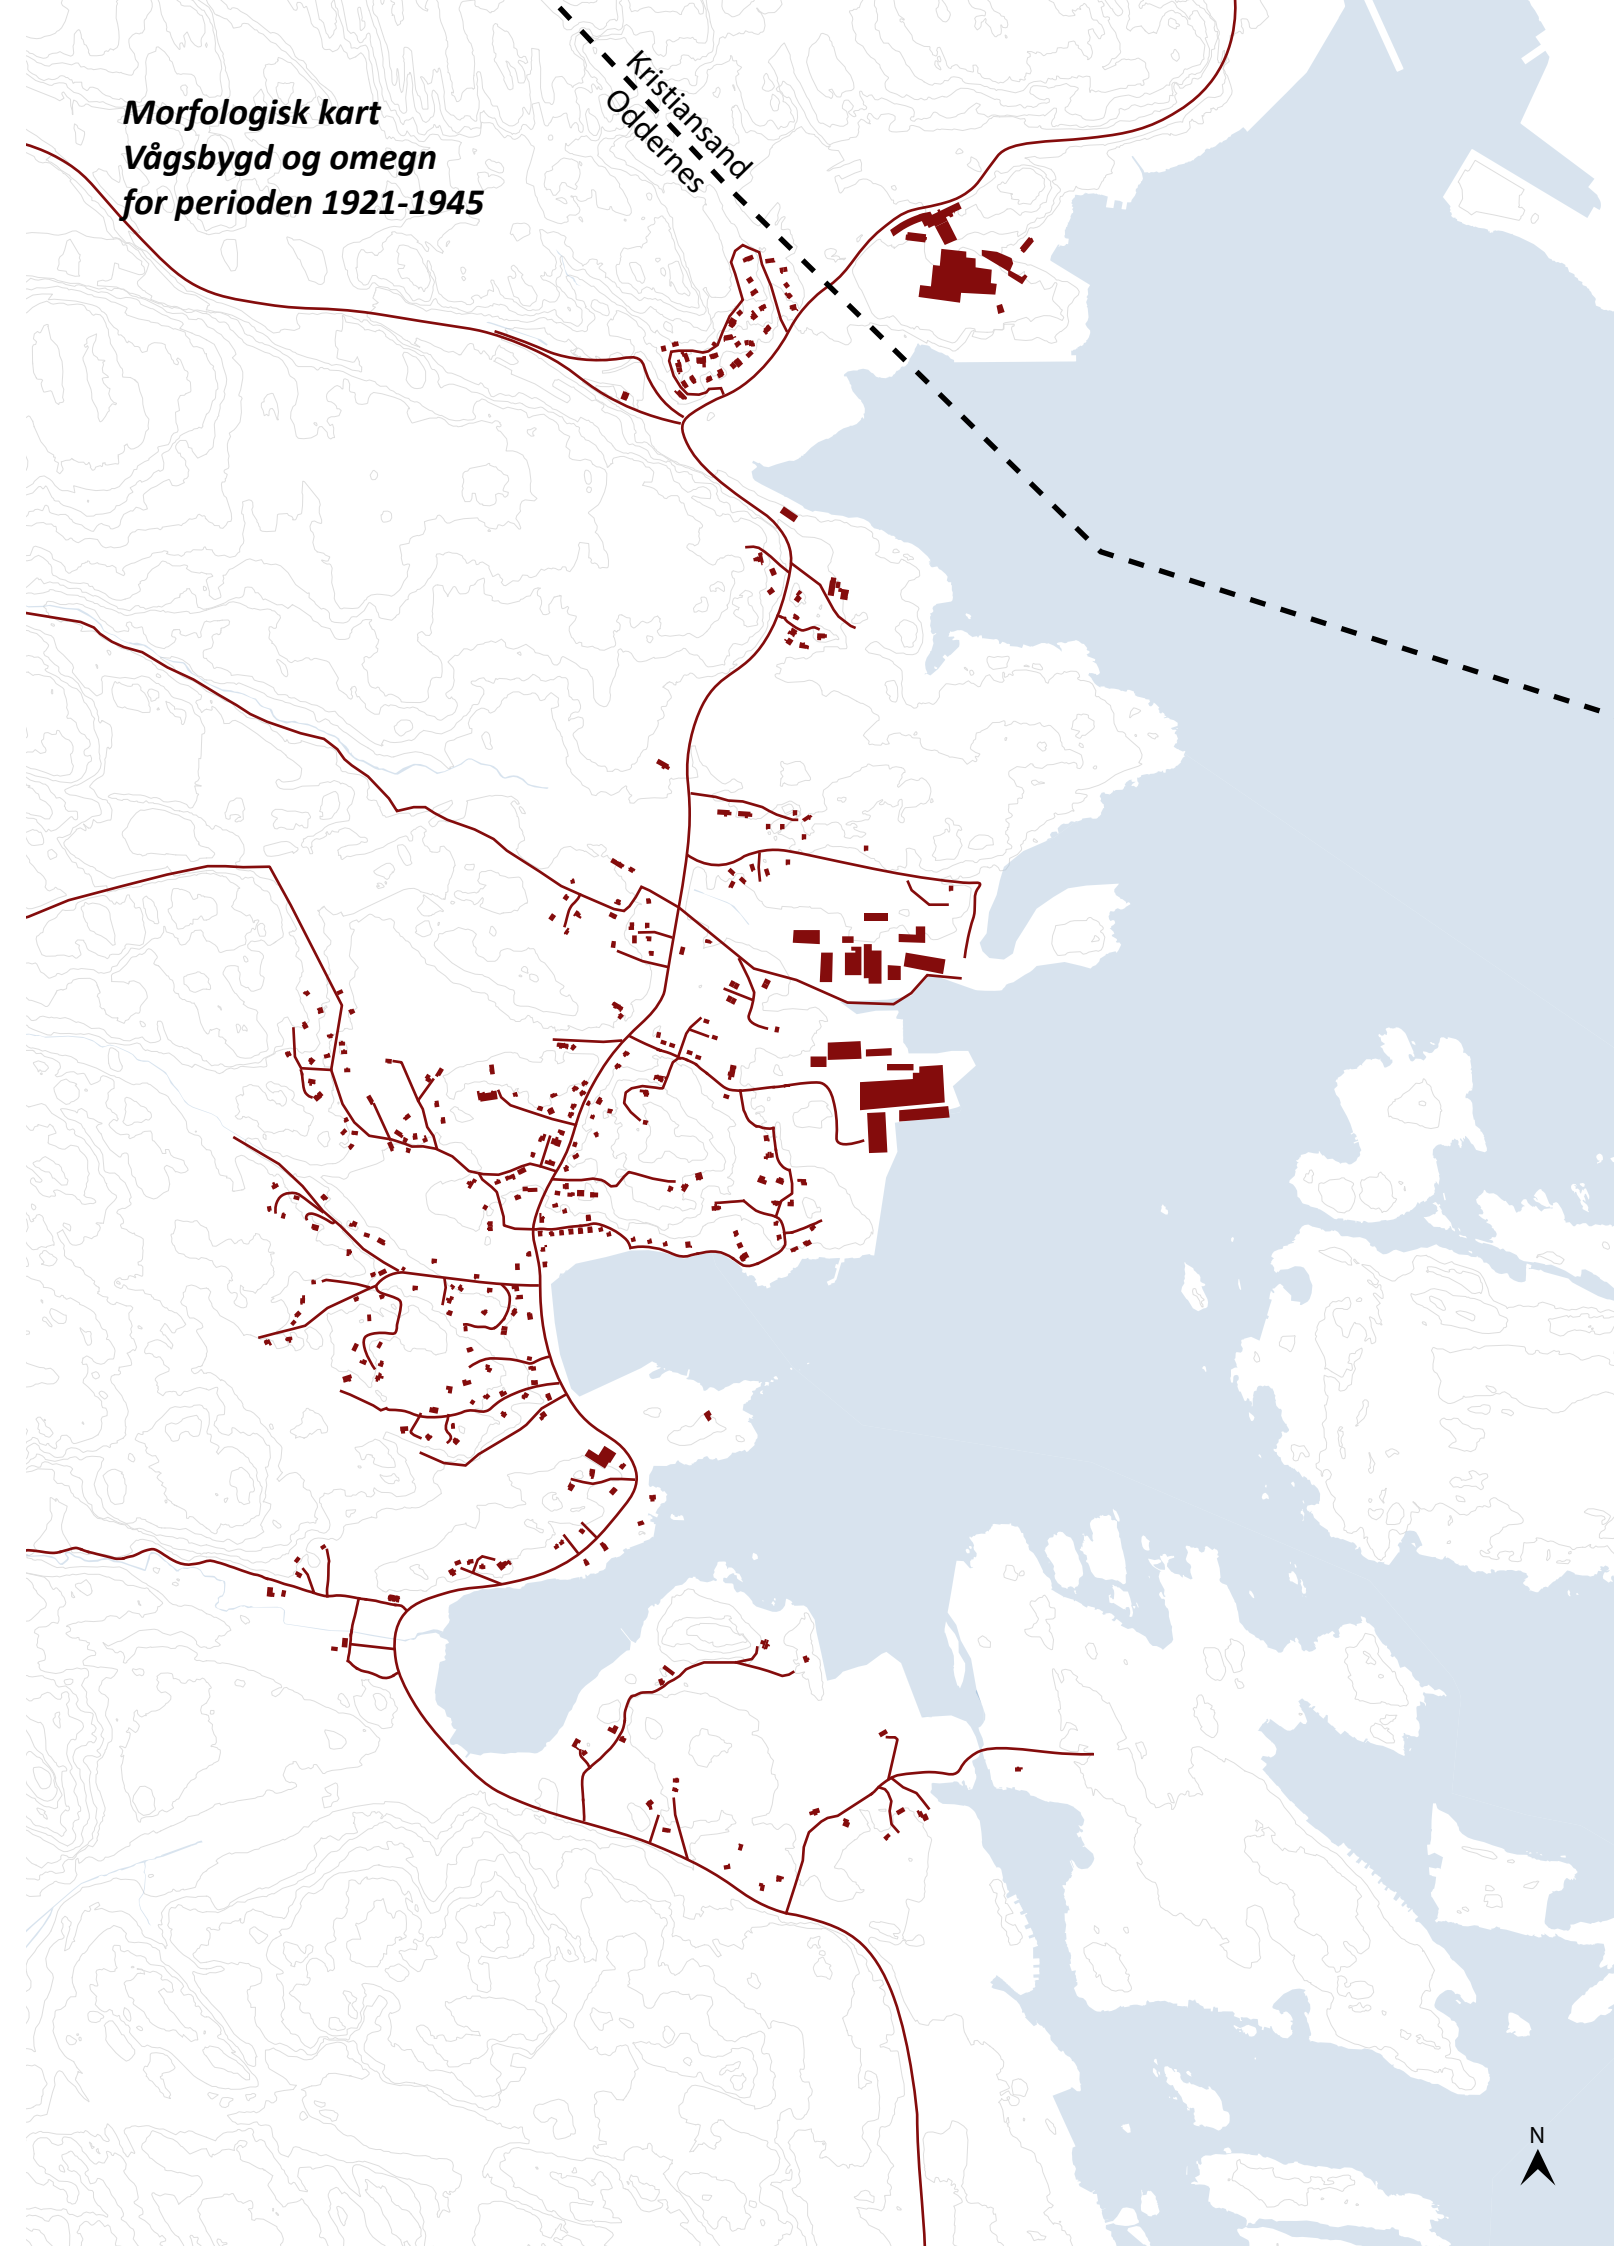 Kristiansand
Oddernes
Morfologisk kart
Vågsbygd og omegn
for perioden 1921-1945
N